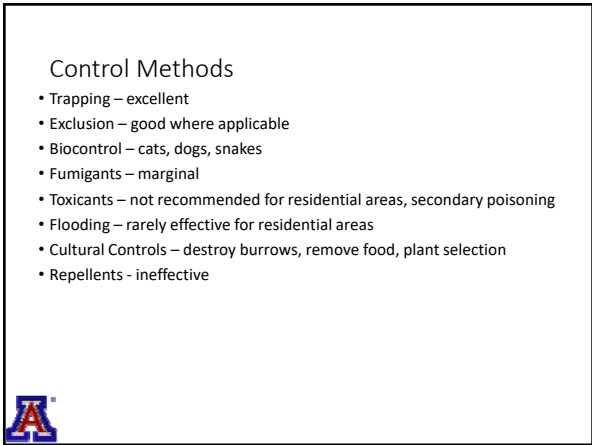 Control Methods
• Trapping – excellent
• Exclusion – good where applicable
• Biocontrol – cats, dogs, snakes
• Fumigants – marginal
• Toxicants – not recommended for residential areas, secondary poisoning
• Flooding – rarely effective for residential areas
• Cultural Controls – destroy burrows, remove food, plant selection
• Repellents - ineffective
A